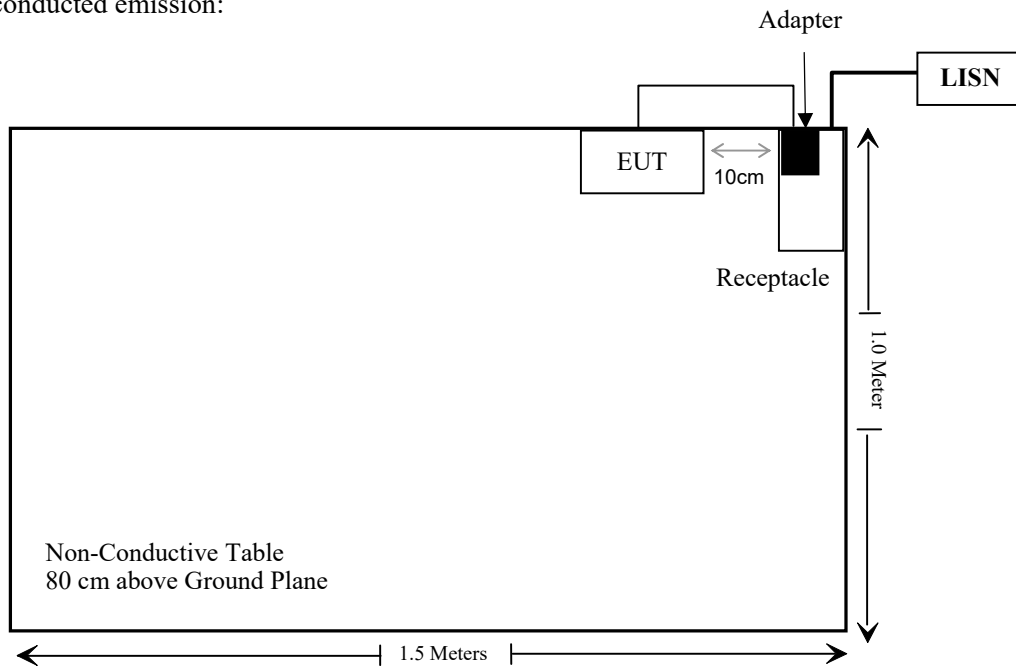 conducted emission:
Adapter
LISN
EUT
10cm
Receptacle
1.0 Meter
Non-Conductive Table
80 cm above Ground Plane
1.5 Meters